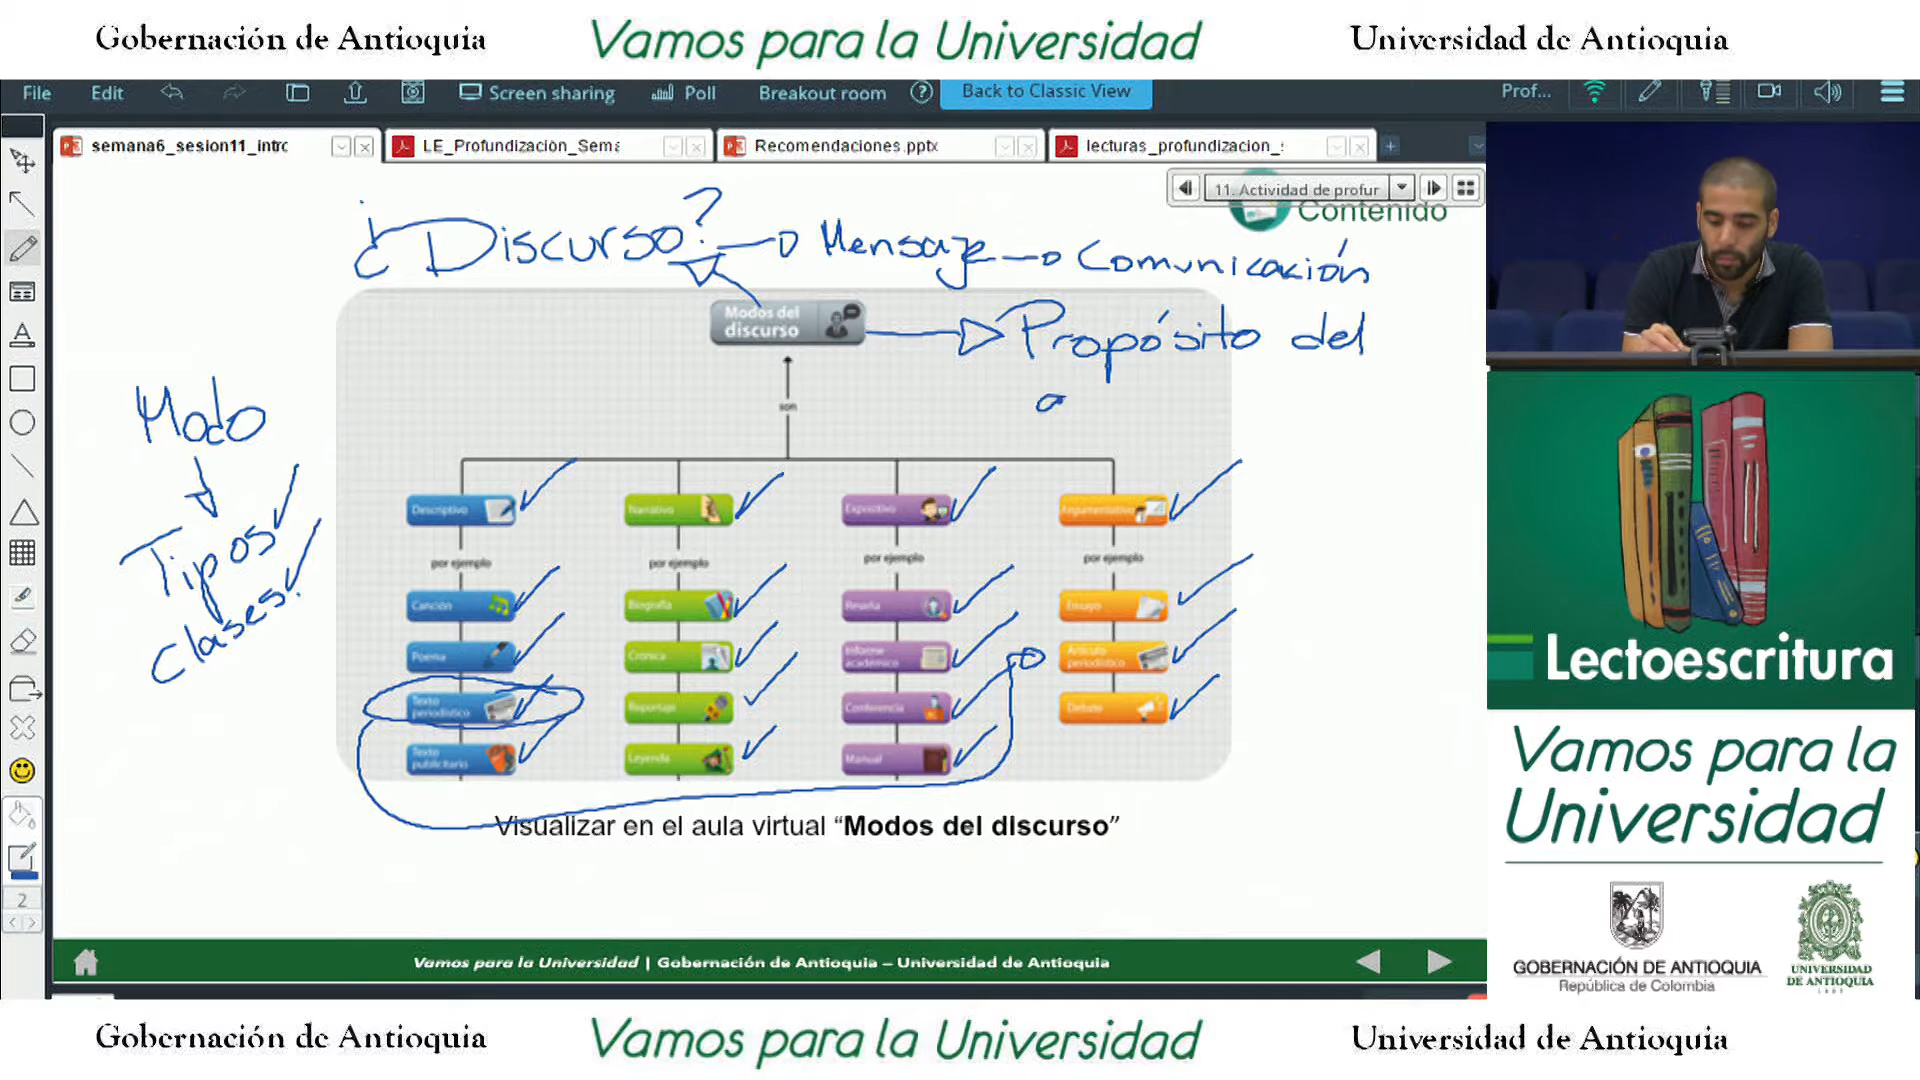 Gobernación de Antioquia
Vamos para la Universidad
Universidad de Antioquia
File Edit Screen sharing Poll Breakout room ? Back to Classic View Prof...
semana6_sesion11_intro
LE_Profundización_Sema
Recomendaciones.pptx
lecturas_profundizacion_s
11. Actividad de profur
Contenido
¿Discurso? Mensaje Comunicación
Modos del
discurso
Propósito del
son
Modo
Tipos
Clases
Descriptivo Narrativo Expositivo Argumentativo
por ejemplo por ejemplo por ejemplo por ejemplo
Canción Biografía Reseña Ensayo
Poema Crónica Informe académico Artículo periodístico
Texto periodístico Reportaje Conferencia Debate
Texto publicitario Leyenda Manual
Visualizar en el aula virtual “Modos del discurso”
2
Vamos para la Universidad | Gobernación de Antioquia – Universidad de Antioquia
Lectoescritura
Vamos para la
Universidad
GOBERNACIÓN DE ANTIOQUIA
República de Colombia
UNIVERSIDAD
DE ANTIOQUIA
1803
Gobernación de Antioquia
Vamos para la Universidad
Universidad de Antioquia